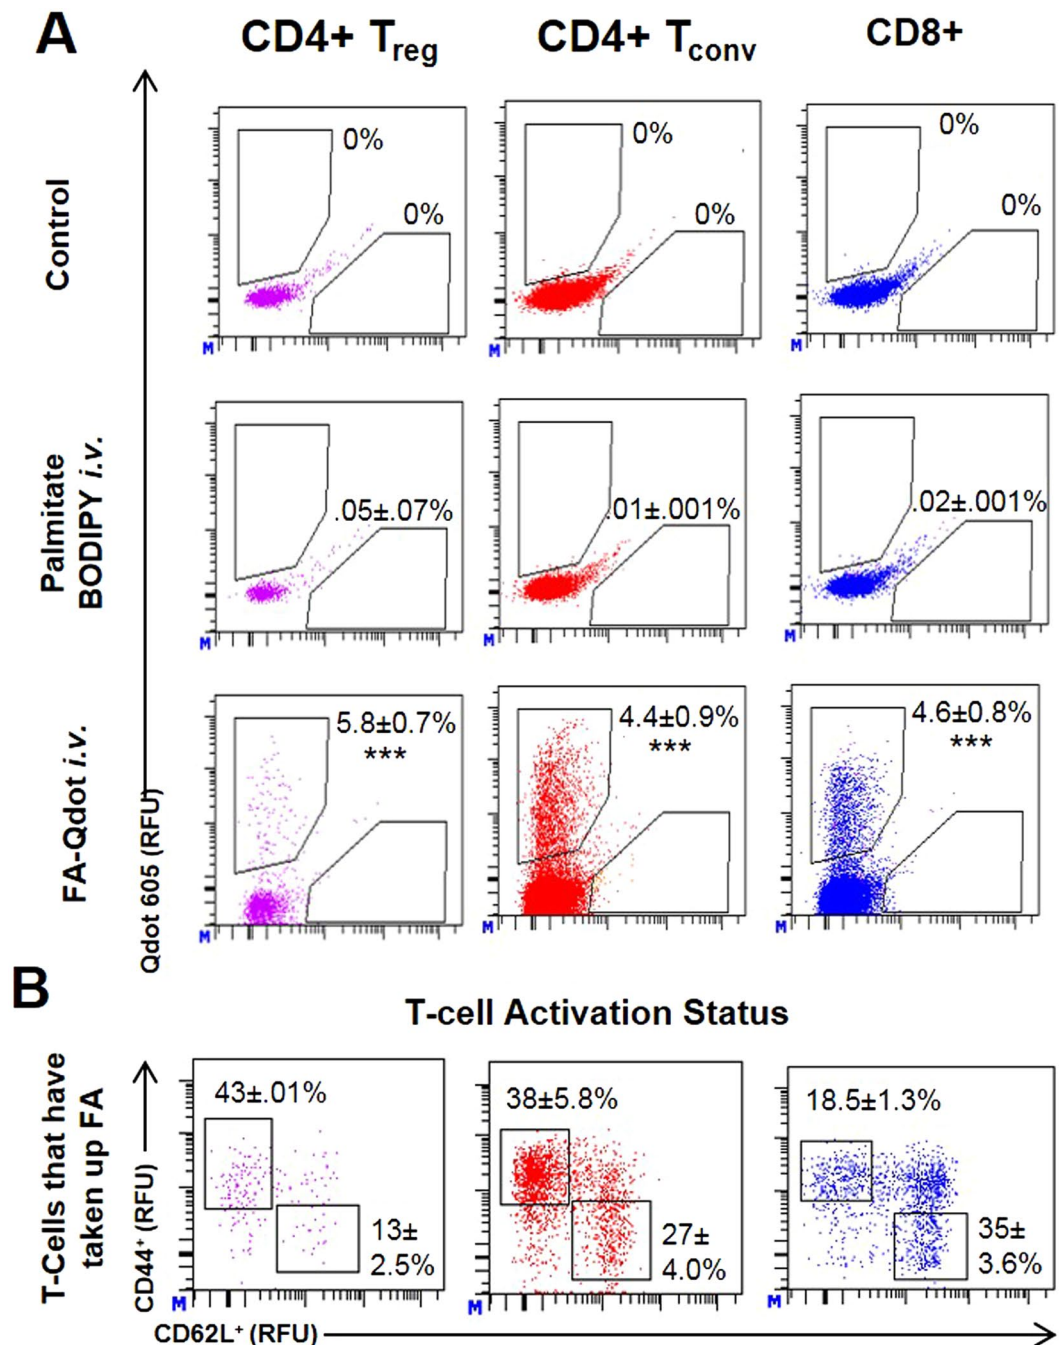 A
CD4+ Treg
CD4+ Tconv
CD8+
Control
0%
0%
0%
0%
0%
0%
M
M
M
Palmitate
BODIPY i.v.
.05±.07%
.01±.001%
.02±.001%
M
M
M
FA-Qdot i.v.
Qdot 605 (RFU)
5.8±0.7%
***
4.4±0.9%
***
4.6±0.8%
***
M
M
M
B
T-cell Activation Status
T-Cells that have
taken up FA
CD44+ (RFU)
43±.01%
13±
2.5%
38±5.8%
27±
4.0%
18.5±1.3%
35±
3.6%
M
M
M
CD62L+ (RFU)